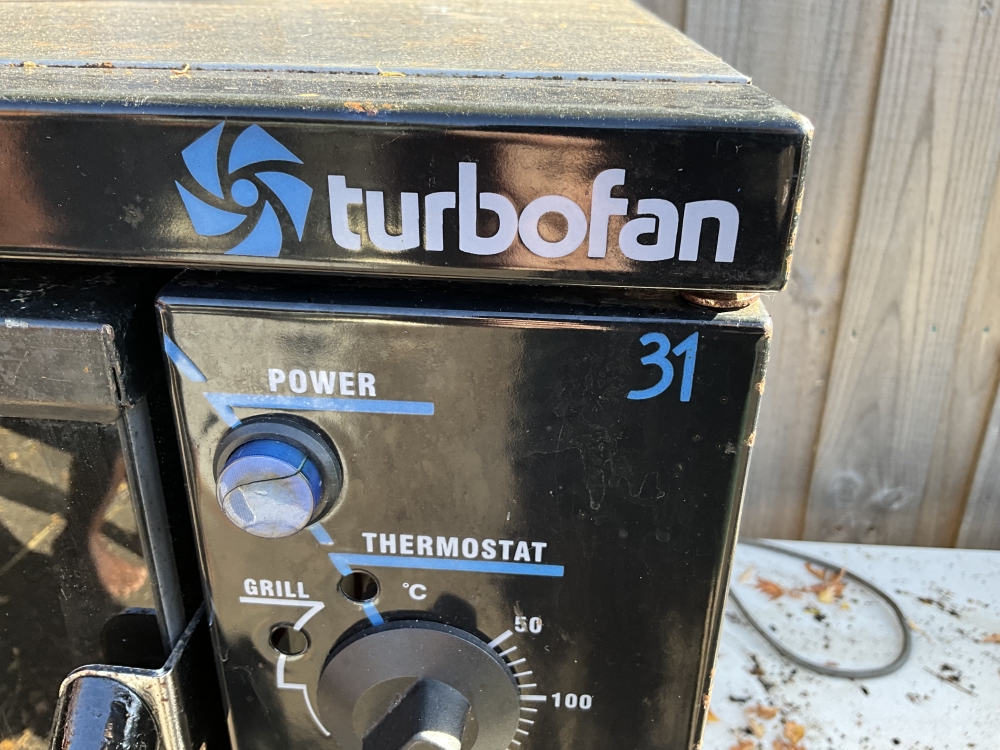 turbofan
31
POWER
THERMOSTAT
°C
GRILL
50
100